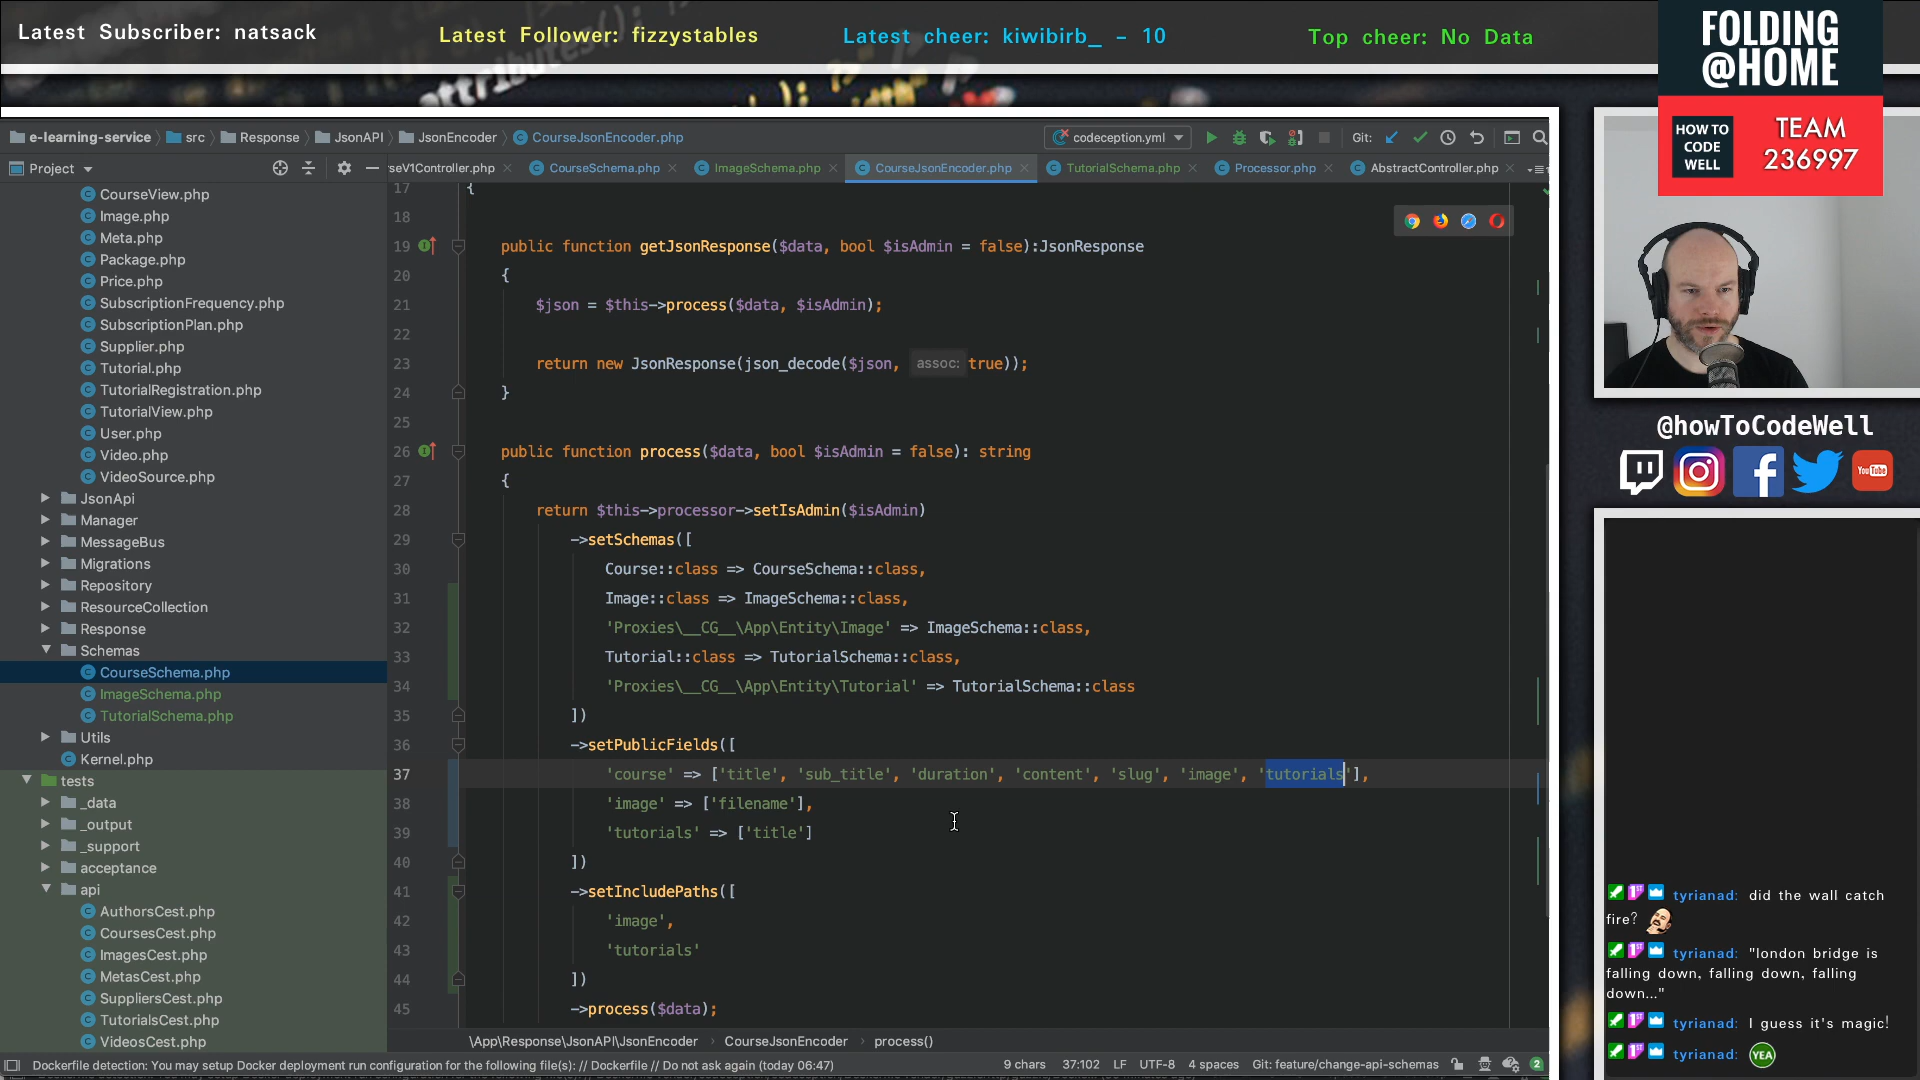 Latest Subscriber: natsack
Latest Follower: fizzystables
Latest cheer: kiwibirb_ - 10
Top cheer: No Data
FOLDING
@HOME
HOW TO
CODE
WELL
TEAM
236997
e-learning-service
src
Response
JsonAPI
JsonEncoder
CourseJsonEncoder.php
codeception.yml
Git:
Project
seV1Controller.php
CourseSchema.php
ImageSchema.php
CourseJsonEncoder.php
TutorialSchema.php
Processor.php
AbstractController.php
CourseView.php
Image.php
Meta.php
Package.php
Price.php
SubscriptionFrequency.php
SubscriptionPlan.php
Supplier.php
Tutorial.php
TutorialRegistration.php
TutorialView.php
User.php
Video.php
VideoSource.php
JsonApi
Manager
MessageBus
Migrations
Repository
ResourceCollection
Response
Schemas
CourseSchema.php
ImageSchema.php
TutorialSchema.php
Utils
Kernel.php
tests
_data
_output
_support
acceptance
api
AuthorsCest.php
CoursesCest.php
ImagesCest.php
MetasCest.php
SuppliersCest.php
TutorialsCest.php
VideosCest.php
17 {
18
19 public function getJsonResponse($data, bool $isAdmin = false):JsonResponse
20 {
21 $json = $this->process($data, $isAdmin);
22
23 return new JsonResponse(json_decode($json, assoc: true));
24 }
25
26 public function process($data, bool $isAdmin = false): string
27 {
28 return $this->processor->setIsAdmin($isAdmin)
29 ->setSchemas([
30 Course::class => CourseSchema::class,
31 Image::class => ImageSchema::class,
32 'Proxies\__CG__\App\Entity\Image' => ImageSchema::class,
33 Tutorial::class => TutorialSchema::class,
34 'Proxies\__CG__\App\Entity\Tutorial' => TutorialSchema::class
35 ])
36 ->setPublicFields([
37 'course' => ['title', 'sub_title', 'duration', 'content', 'slug', 'image', 'tutorials'],
38 'image' => ['filename'],
39 'tutorials' => ['title']
40 ])
41 ->setIncludePaths([
42 'image',
43 'tutorials'
44 ])
45 ->process($data);
\App\Response\JsonAPI\JsonEncoder
CourseJsonEncoder
process()
Dockerfile detection: You may setup Docker deployment run configuration for the following file(s): // Dockerfile // Do not ask again (today 06:47)
9 chars
37:102
LF
UTF-8
4 spaces
Git: feature/change-api-schemas
2
@howToCodeWell
You Tube
tyrianad: did the wall catch
fire?
tyrianad: "london bridge is
falling down, falling down, falling
down..."
tyrianad: I guess it's magic!
tyrianad: YEA